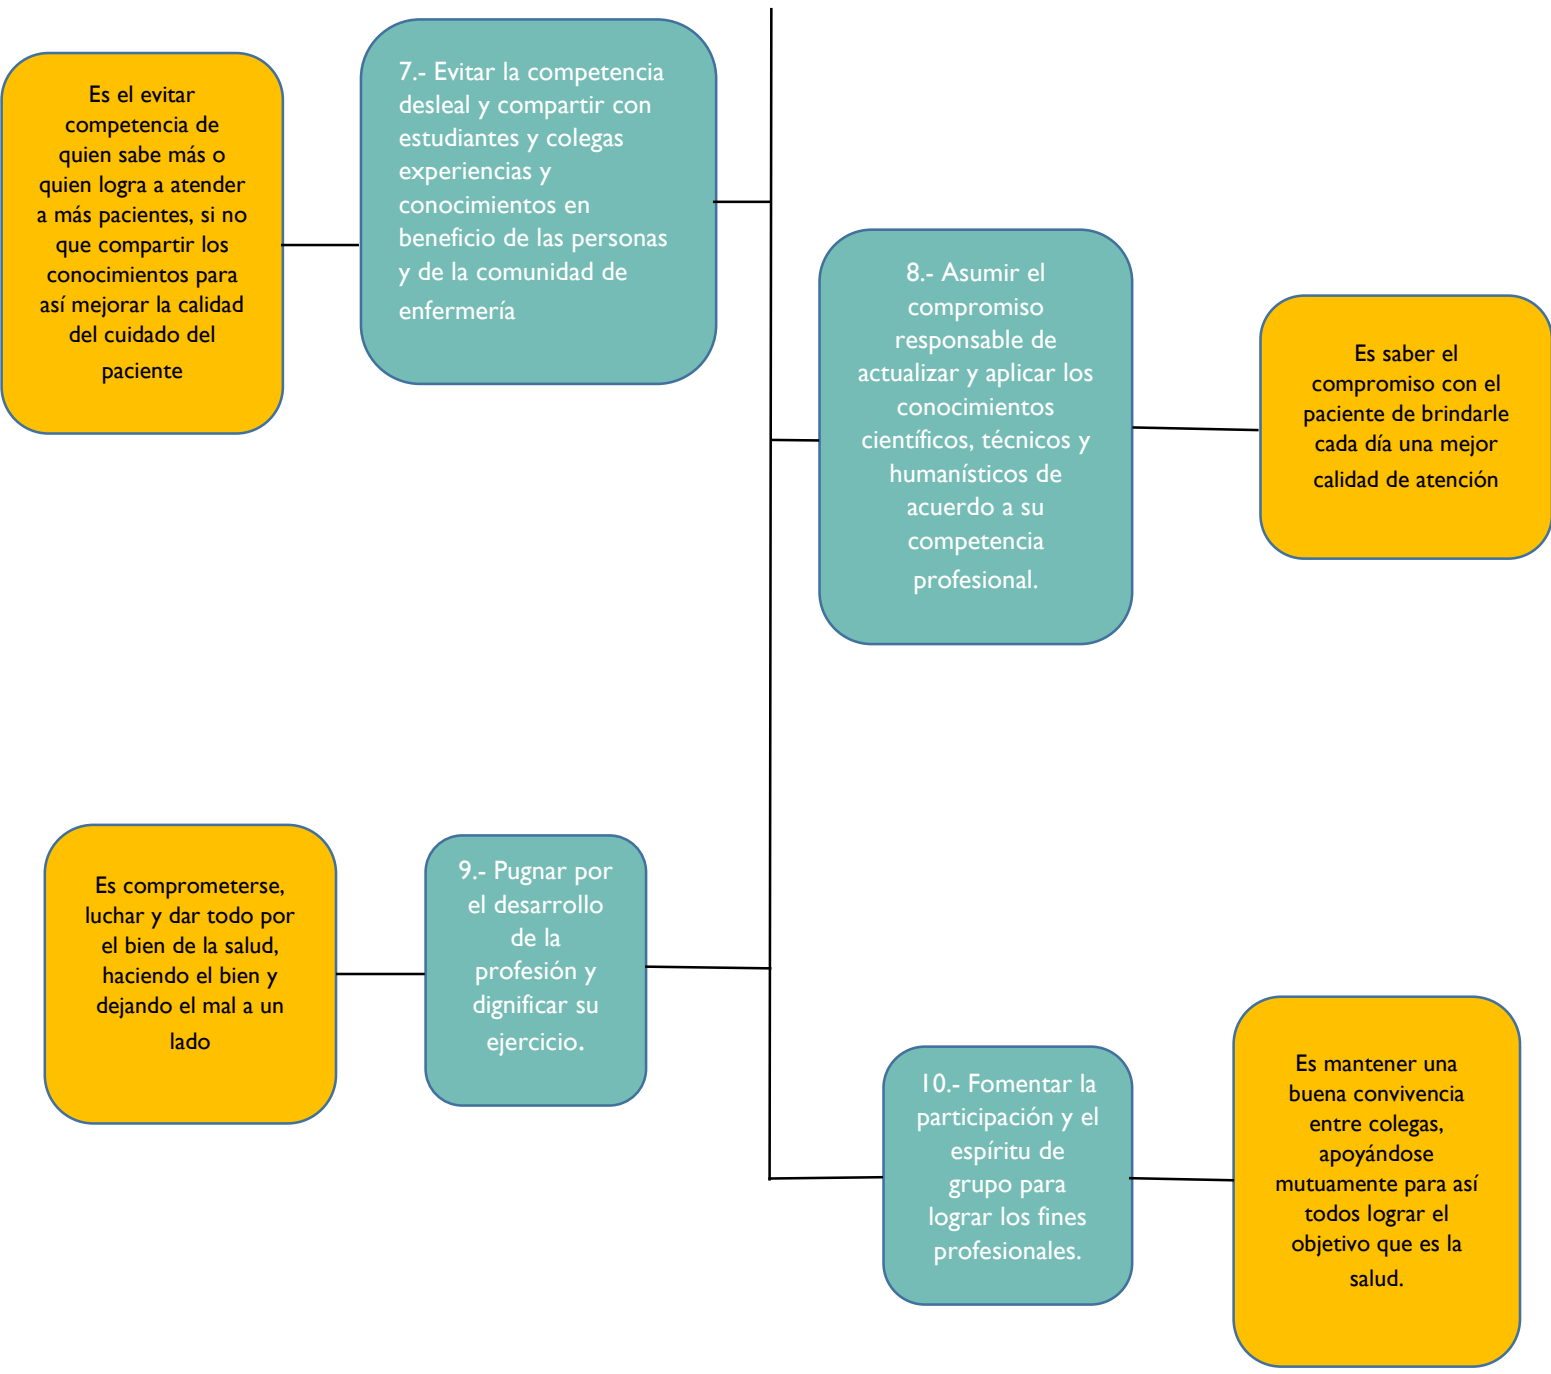 7.- Evitar la competencia
desleal y compartir con
estudiantes y colegas
experiencias y
conocimientos en
beneficio de las personas
y de la comunidad de
enfermería
Es el evitar
competencia de
quien sabe más o
quien logra a atender
a más pacientes, si no
que compartir los
conocimientos para
así mejorar la calidad
del cuidado del
paciente
8.- Asumir el
compromiso
responsable de
actualizar y aplicar los
conocimientos
científicos, técnicos y
humanísticos de
acuerdo a su
competencia
profesional.
Es saber el
compromiso con el
paciente de brindarle
cada día una mejor
calidad de atención
9.- Pugnar por
el desarrollo
de la
profesión y
dignificar su
ejercicio.
Es comprometerse,
luchar y dar todo por
el bien de la salud,
haciendo el bien y
dejando el mal a un
lado
10.- Fomentar la
participación y el
espíritu de
grupo para
lograr los fines
profesionales.
Es mantener una
buena convivencia
entre colegas,
apoyándose
mutuamente para así
todos lograr el
objetivo que es la
salud.